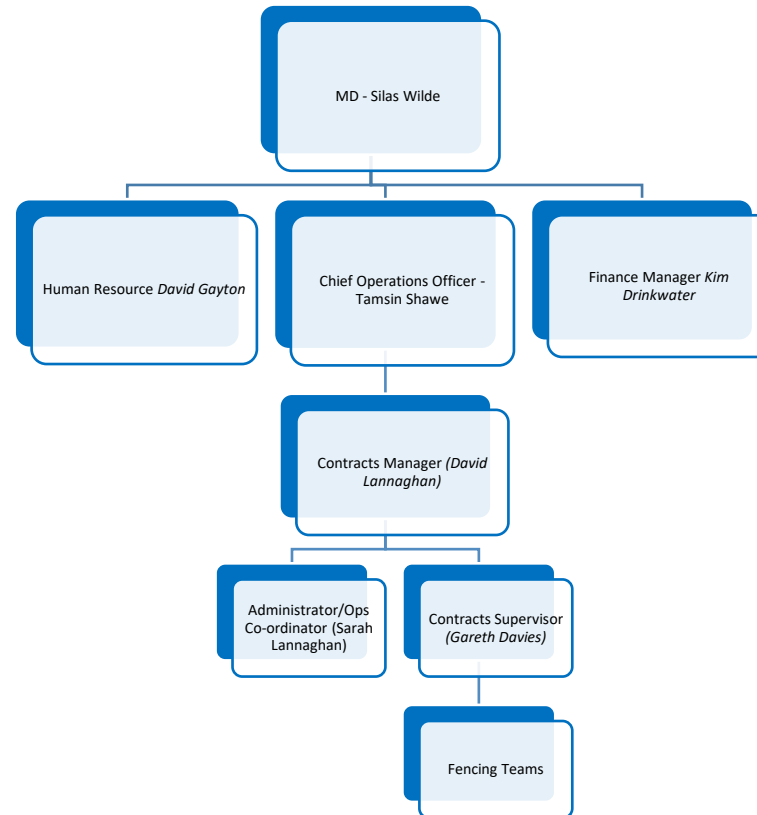 MD - Silas Wilde
Human Resource David Gayton
Chief Operations Officer -
Tamsin Shawe
Finance Manager Kim
Drinkwater
Contracts Manager (David
Lannaghan)
Administrator/Ops
Co-ordinator (Sarah
Lannaghan)
Contracts Supervisor
(Gareth Davies)
Fencing Teams